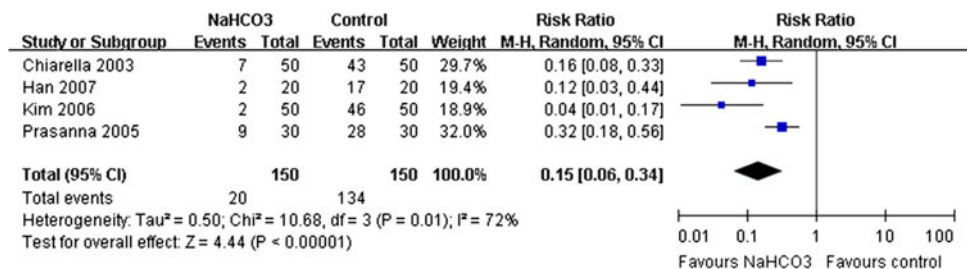 NaHCO3 Control Risk Ratio Risk Ratio
Study or Subgroup Events Total Events Total Weight M-H, Random, 95% CI M-H, Random, 95% CI
Chiarella 2003 7 50 43 50 29.7% 0.16 [0.08, 0.33]
Han 2007 2 20 17 20 19.4% 0.12 [0.03, 0.44]
Kim 2006 2 50 46 50 18.9% 0.04 [0.01, 0.17]
Prasanna 2005 9 30 28 30 32.0% 0.32 [0.18, 0.56]
Total (95% CI) 150 150 100.0% 0.15 [0.06, 0.34]
Total events 20 134
Heterogeneity: Tau² = 0.50; Chi² = 10.68, df = 3 (P = 0.01); I² = 72%
Test for overall effect: Z = 4.44 (P < 0.00001)
0.01 0.1 1 10 100
Favours NaHCO3 Favours control